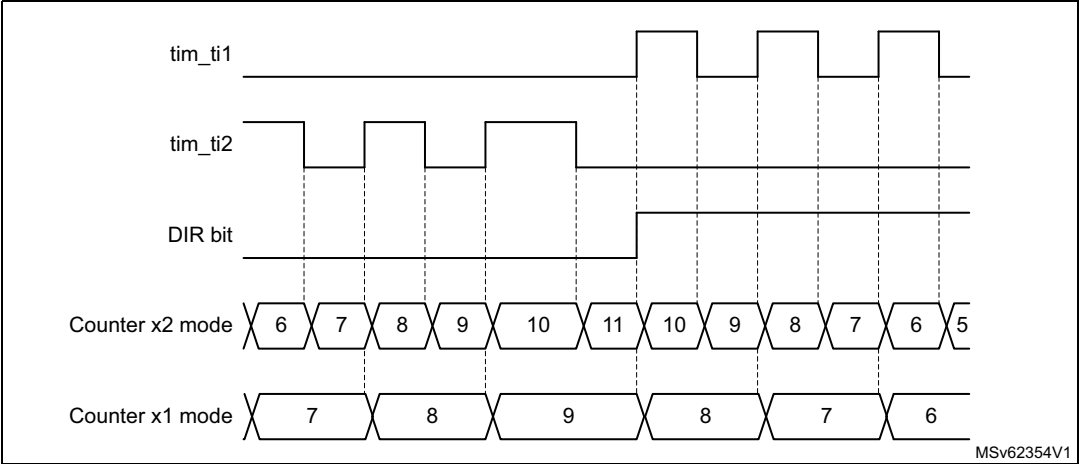 tim_ti1
tim_ti2
DIR bit
Counter x2 mode 6 7 8 9 10 11 10 9 8 7 6 5
Counter x1 mode 7 8 9 8 7 6
MSv62354V1